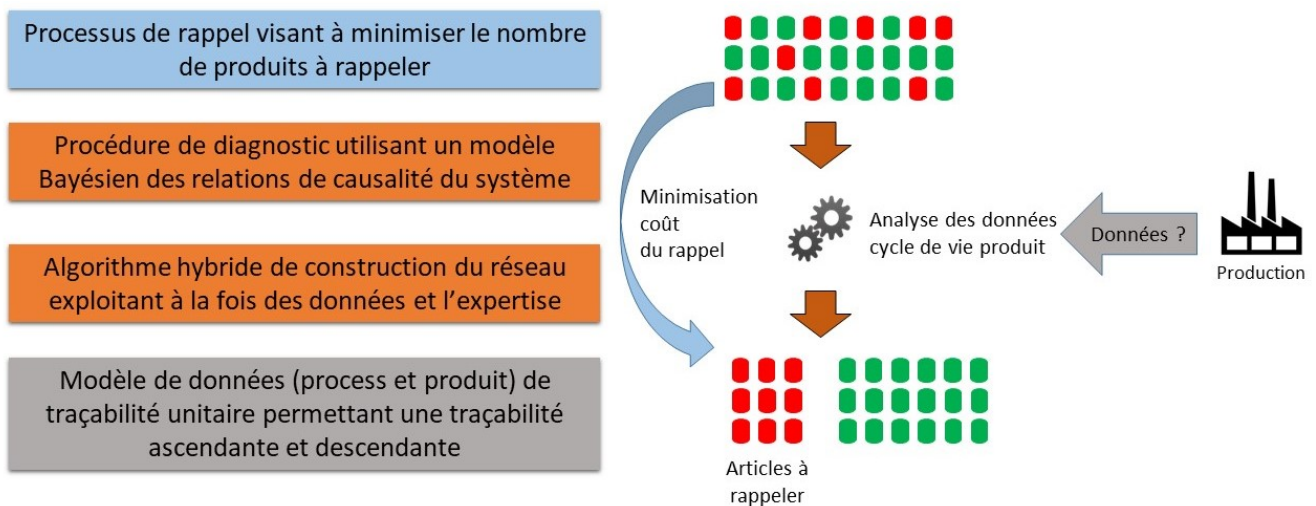 Processus de rappel visant à minimiser le nombre
de produits à rappeler
Procédure de diagnostic utilisant un modèle
Bayésien des relations de causalité du système
Algorithme hybride de construction du réseau
exploitant à la fois des données et l’expertise
Modèle de données (process et produit) de
traçabilité unitaire permettant une traçabilité
ascendante et descendante
Minimisation
coût
du rappel
Analyse des données
cycle de vie produit
Données ?
Production
Articles à
rappeler